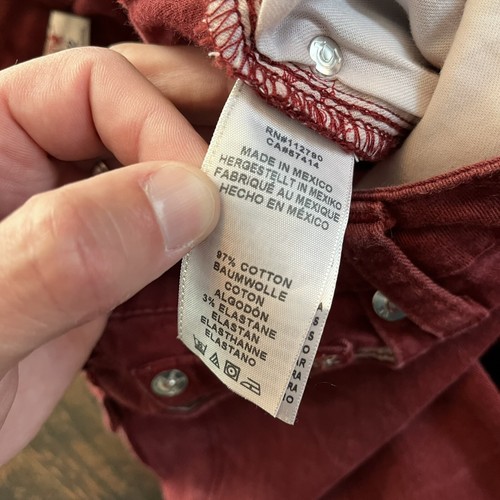 RN#112780
CA#57414
MADE IN MEXICO
HERGESTELLT IN MEXIKO
FABRIQUÉ AU MEXIQUE
HECHO EN MÉXICO
97% COTTON
BAUMWOLLE
COTON
ALGODÓN
3% ELASTANE
ELASTAN
ELASTHANNE
ELASTANO